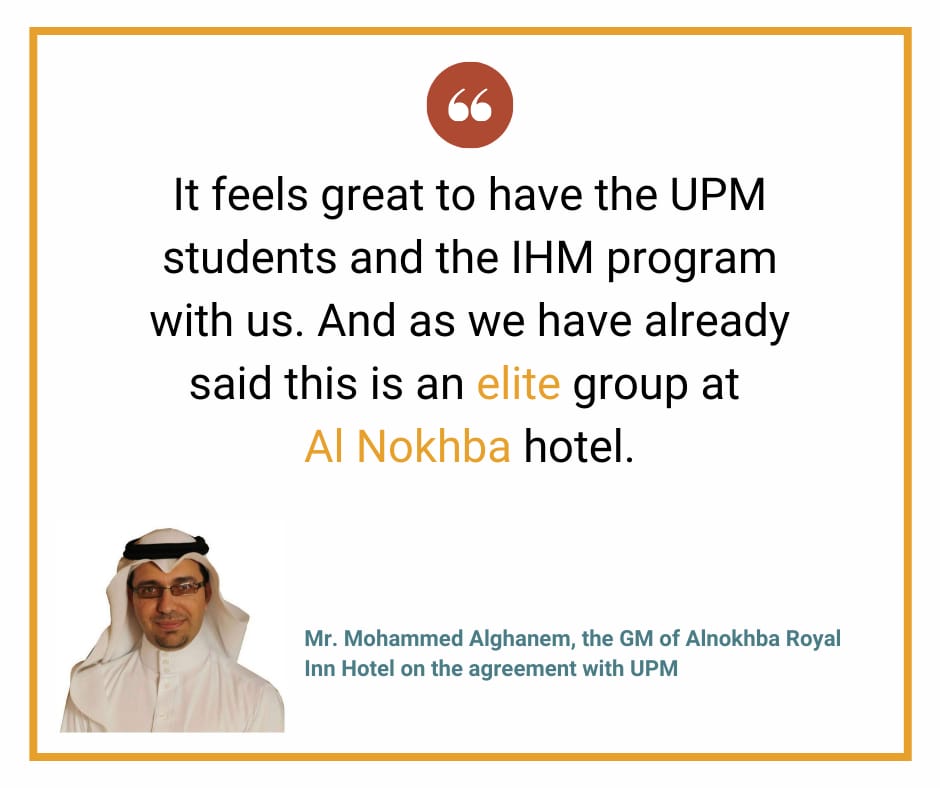 It feels great to have the UPM
students and the IHM program
with us. And as we have already
said this is an elite group at
Al Nokhba hotel.
Mr. Mohammed Alghanem, the GM of Alnokhba Royal
Inn Hotel on the agreement with UPM